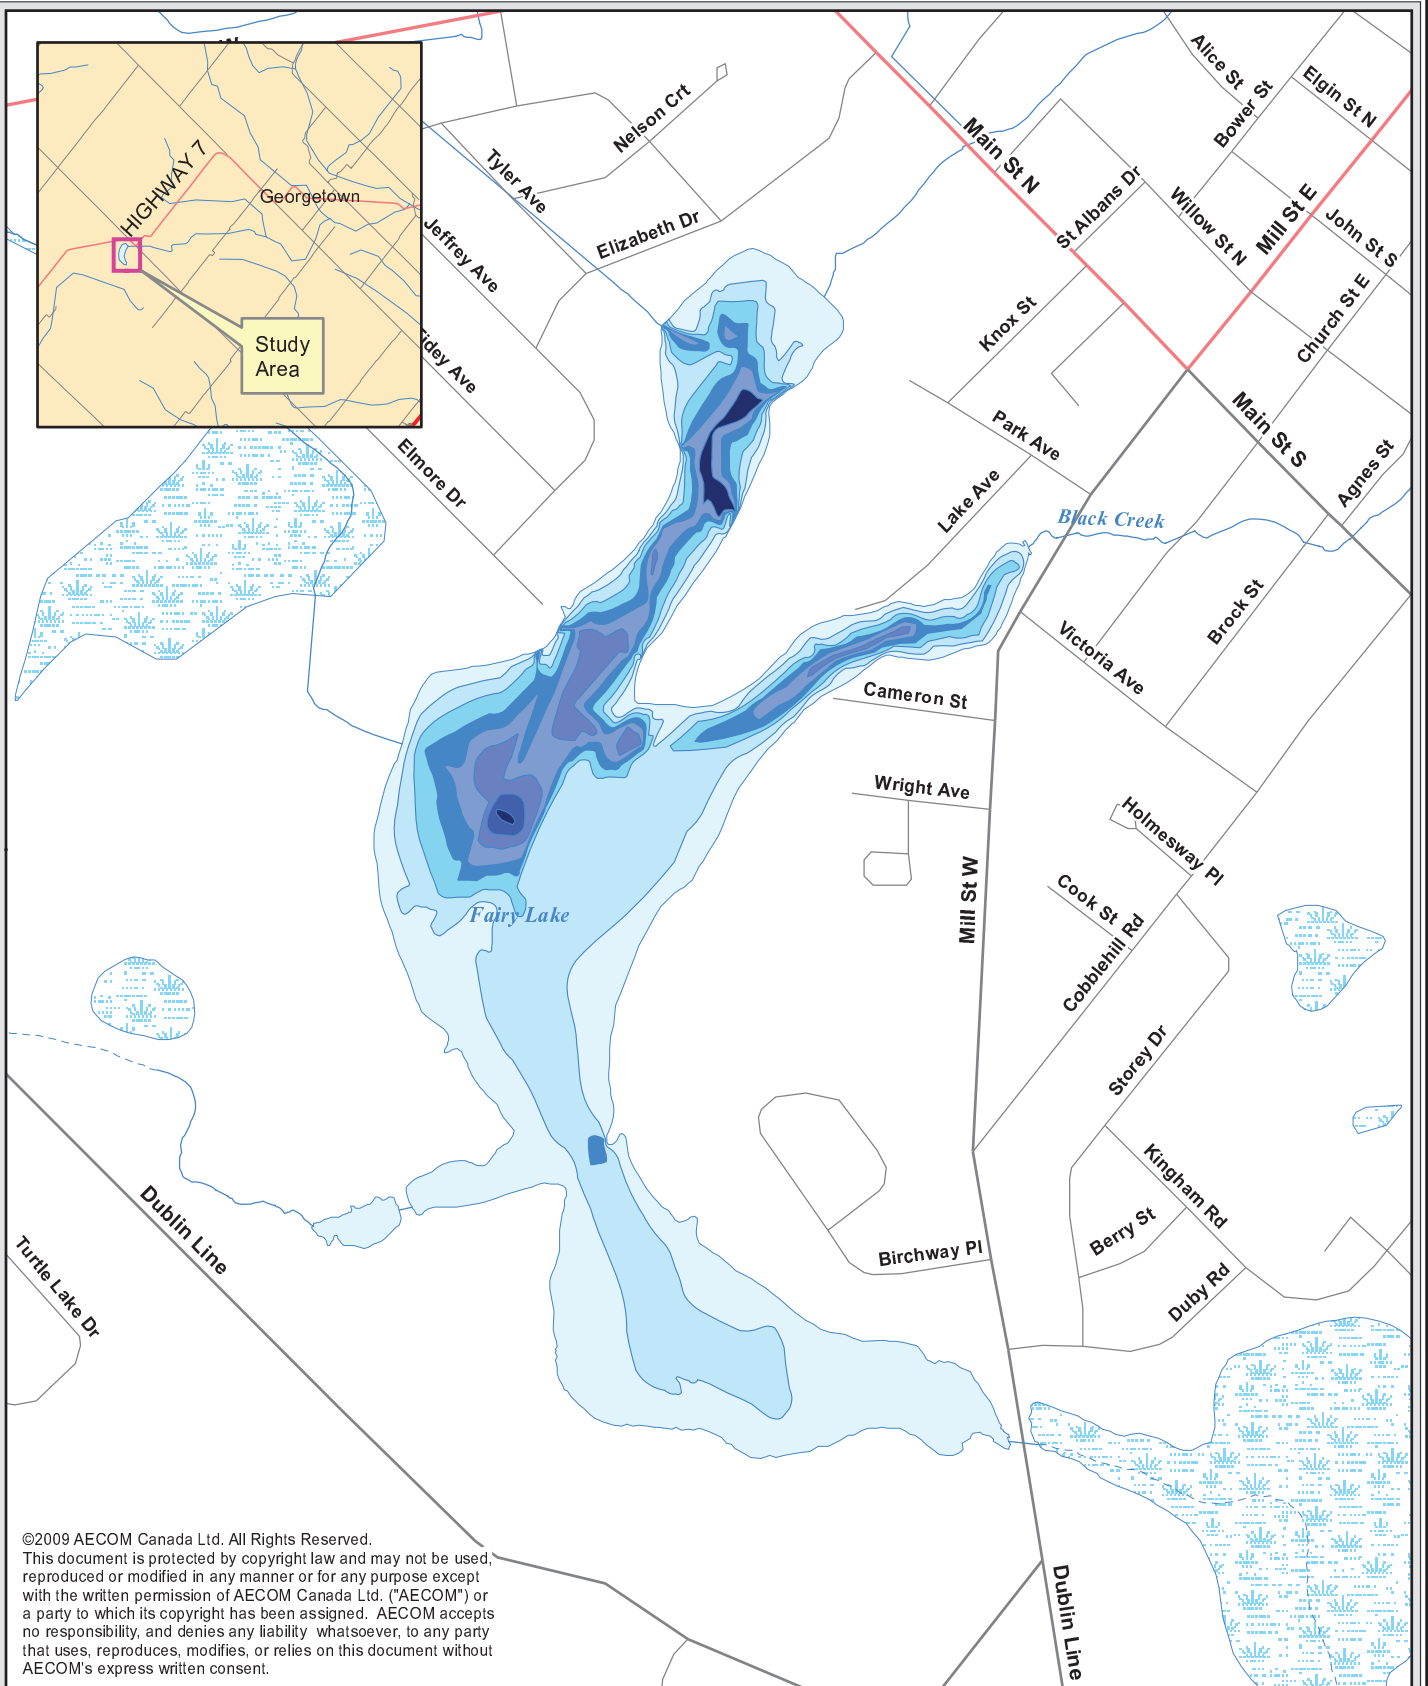 HIGHWAY 7
Georgetown
Study
Area
Nelson Crt
Tyler Ave
Elizabeth Dr
Jeffrey Ave
idey Ave
Elmore Dr
Alice St
Bower St
Elgin St N
Main St N
St Albans Dr
Willow St N
Mill St E
John St S
Church St E
Knox St
Park Ave
Main St S
Agnes St
Lake Ave
Black Creek
Brock St
Victoria Ave
Cameron St
Wright Ave
Holmesway Pl
Mill St W
Cook St
Cobblehill Rd
Fairy Lake
Storey Dr
Kingham Rd
Berry St
Birchway Pl
Duby Rd
Dublin Line
Turtle Lake Dr
Dublin Line
©2009 AECOM Canada Ltd. All Rights Reserved.
This document is protected by copyright law and may not be used,
reproduced or modified in any manner or for any purpose except
with the written permission of AECOM Canada Ltd. ("AECOM") or
a party to which its copyright has been assigned. AECOM accepts
no responsibility, and denies any liability whatsoever, to any party
that uses, reproduces, modifies, or relies on this document without
AECOM's express written consent.